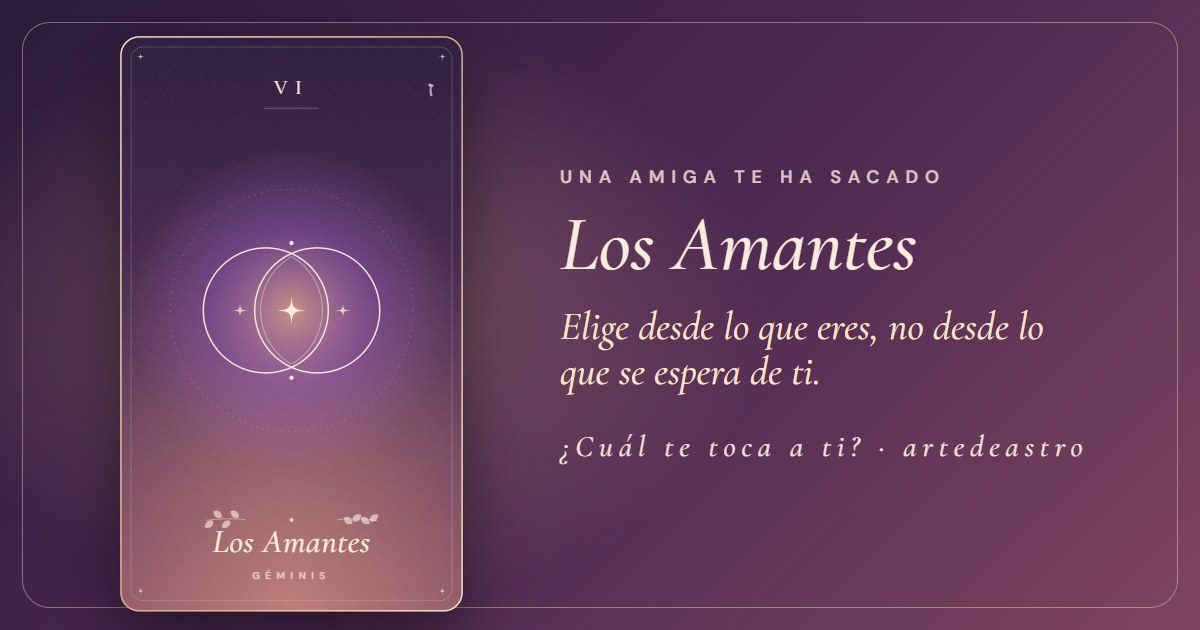 VI
Los Amantes
GÉMINIS
UNA AMIGA TE HA SACADO
Los Amantes
Elige desde lo que eres, no desde lo
que se espera de ti.
¿Cuál te toca a ti? · artedeastro